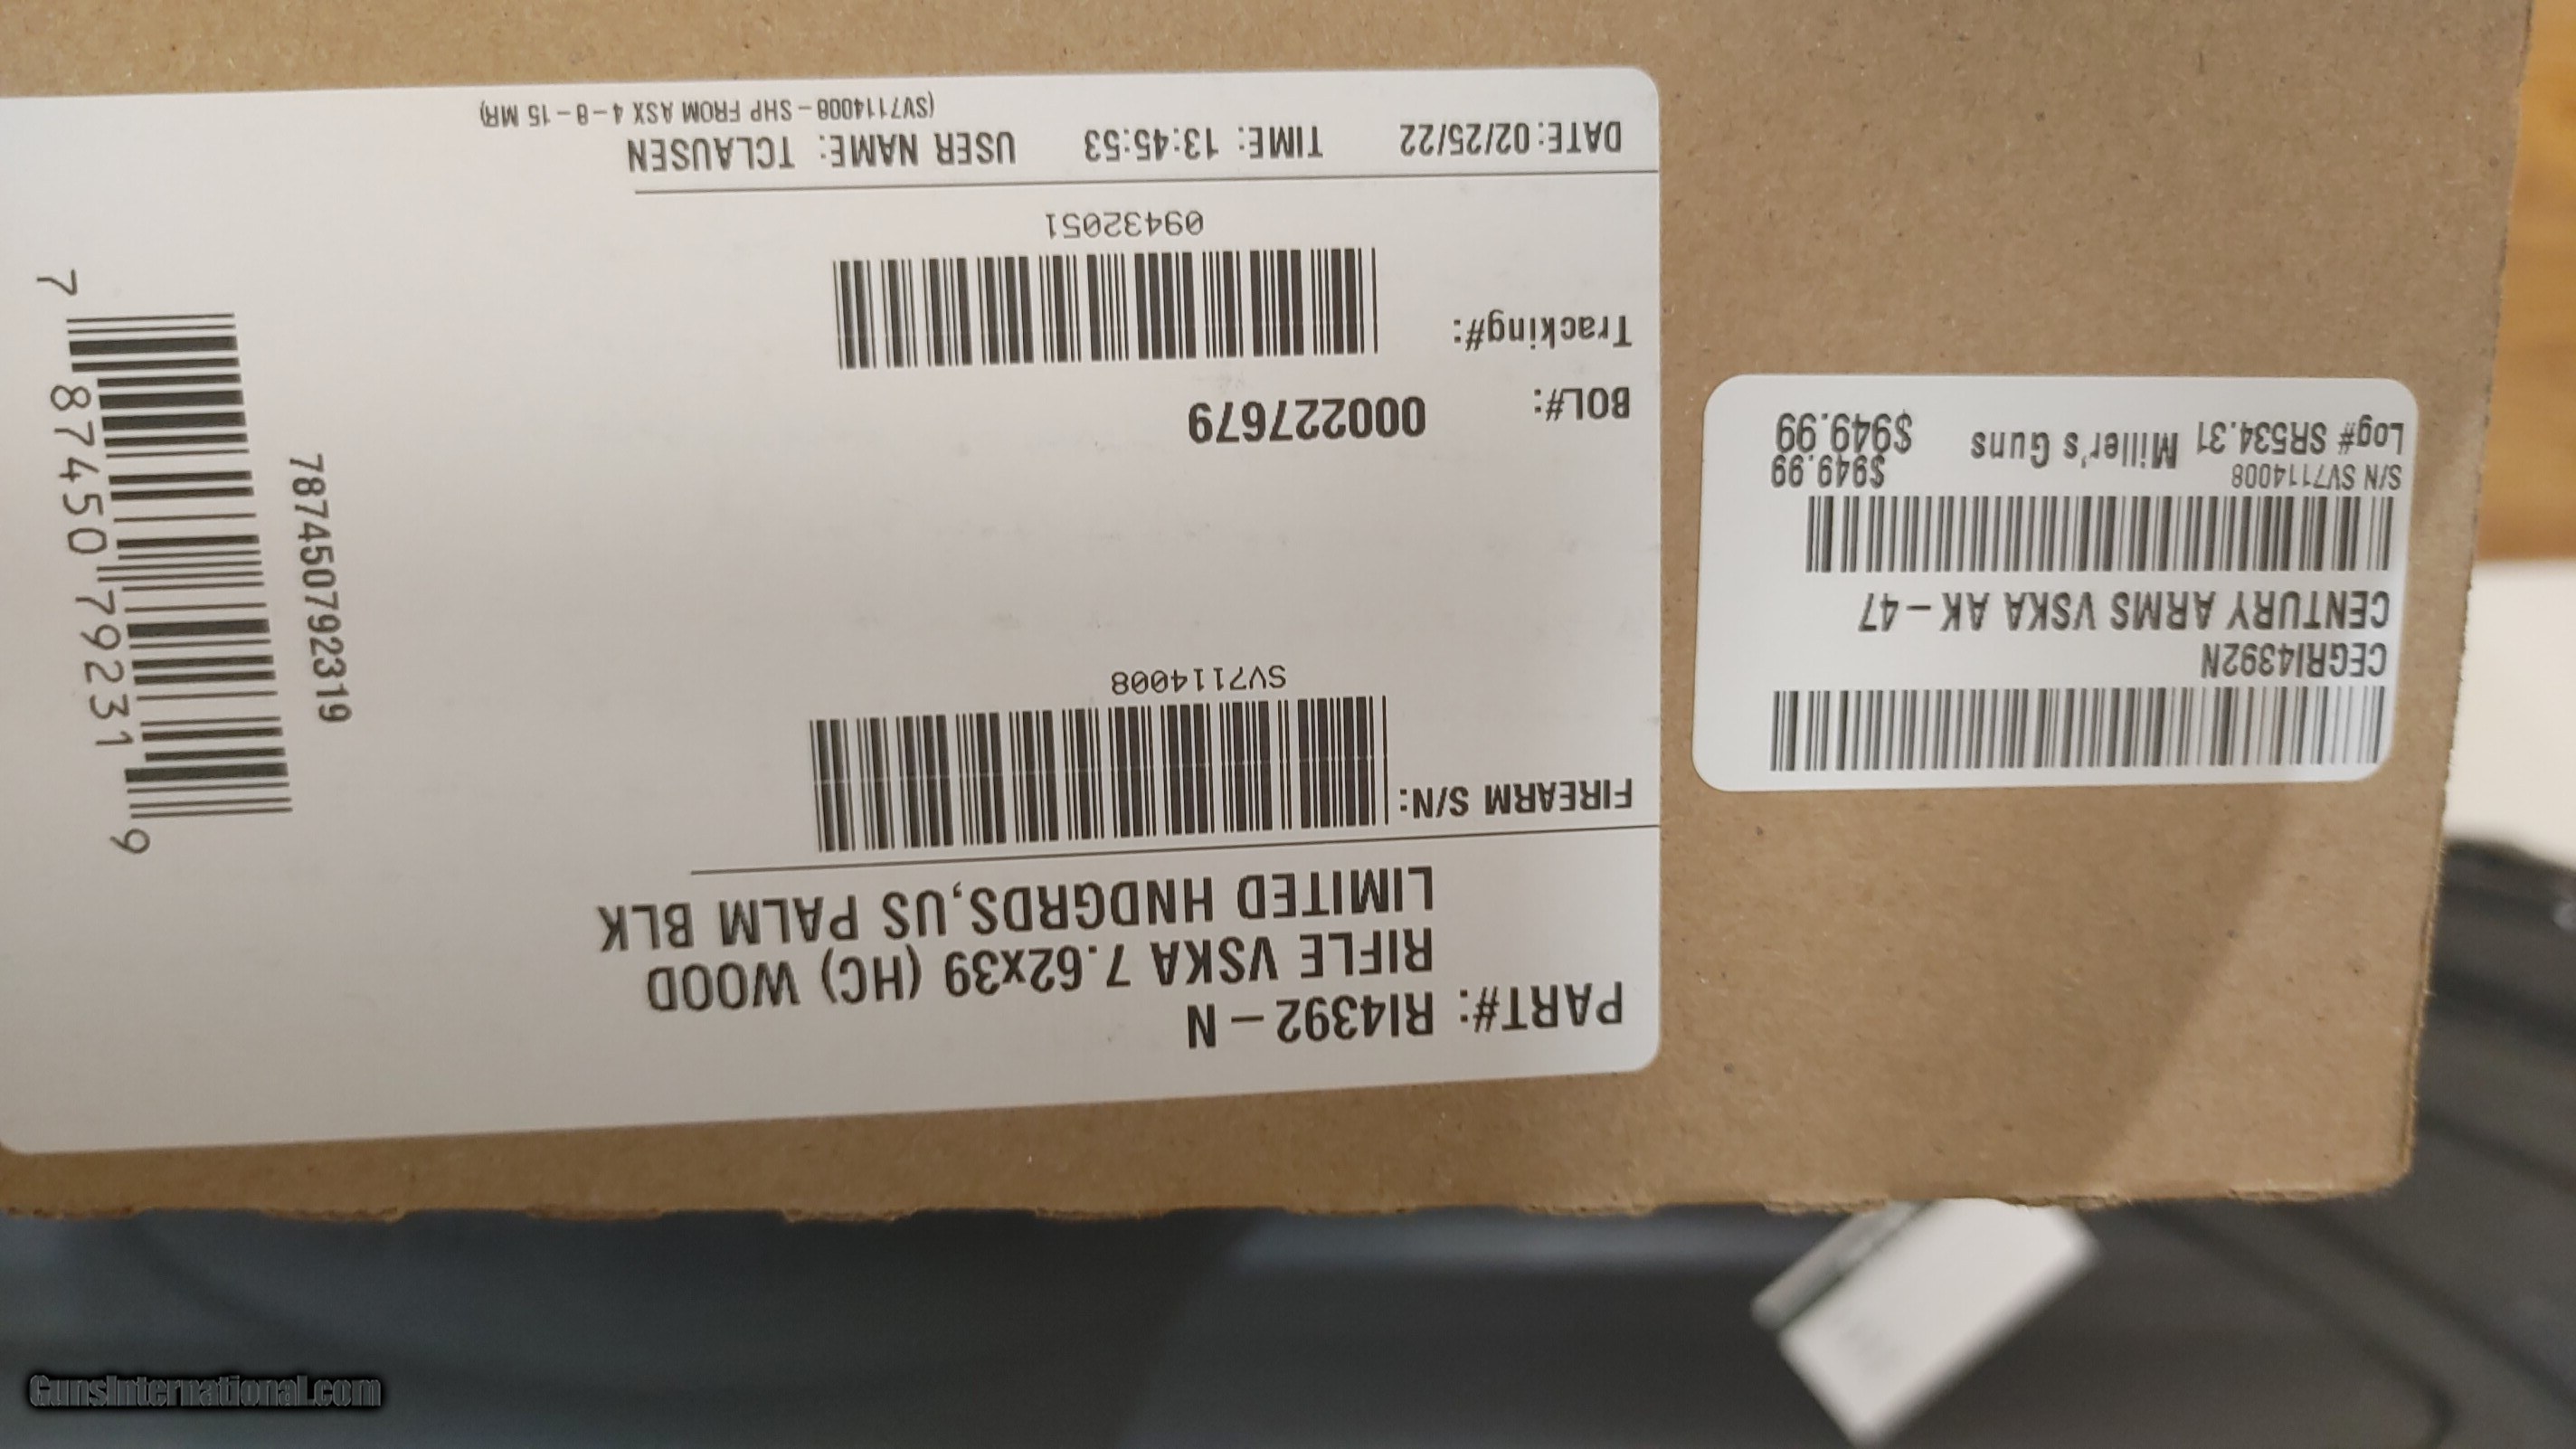 PART#: RI4392-N
RIFLE VSKA 7.62x39 (HC) WOOD
LIMITED HNDGRDS,US PALM BLK
FIREARM S/N:
SV7114008
BOL#: 000227679
Tracking#:
09432051
DATE:02/25/22 TIME: 13:45:53 USER NAME: TCLAUSEN
(SV7114008-SHP FROM ASX 4-8-15 MR)
787450792319
7 87450 79231 9
CEGRI4392N
CENTURY ARMS VSKA AK-47
S/N SV7114008 $949.99
Log# SR534.31 Miller's Guns $949.99
GunsInternational.com